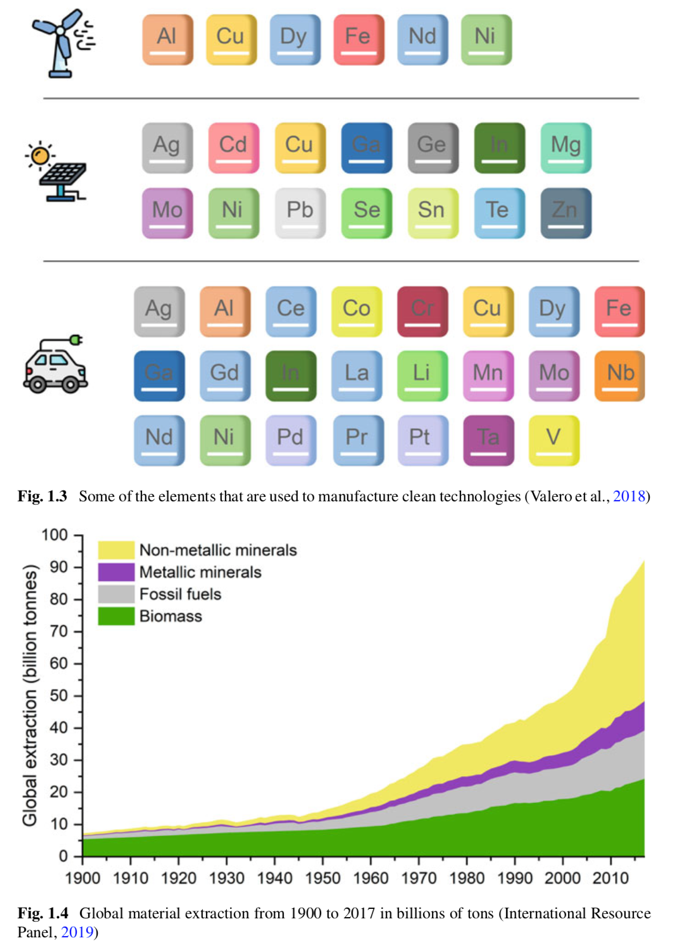 Al Cu Dy Fe Nd Ni
Ag Cd Cu Ga Ge In Mg
Mo Ni Pb Se Sn Te Zn
Ag Al Ce Co Cr Cu Dy Fe
Ga Gd In La Li Mn Mo Nb
Nd Ni Pd Pr Pt Ta V
Fig. 1.3 Some of the elements that are used to manufacture clean technologies (Valero et al., 2018)
Global extraction (billion tonnes)
100
90
80
70
60
50
40
30
20
10
0
Non-metallic minerals
Metallic minerals
Fossil fuels
Biomass
1900 1910 1920 1930 1940 1950 1960 1970 1980 1990 2000 2010
Fig. 1.4 Global material extraction from 1900 to 2017 in billions of tons (International Resource
Panel, 2019)